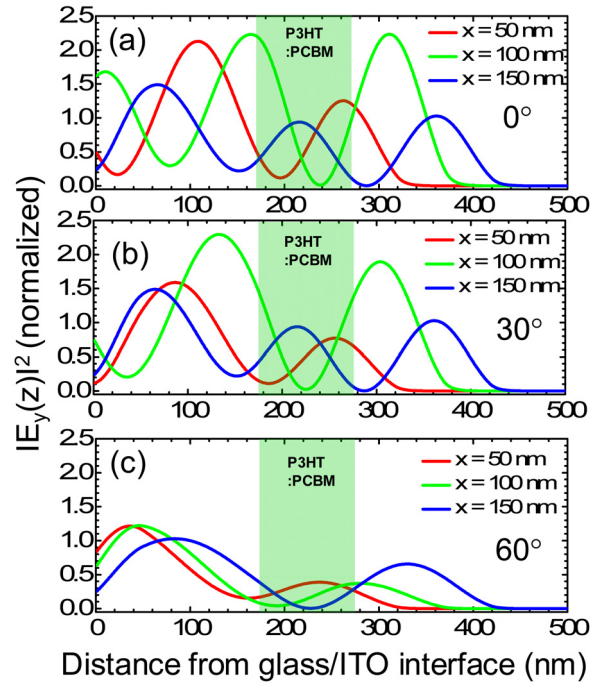 (a)
P3HT
:PCBM
x = 50 nm
x = 100 nm
x = 150 nm
0°
2.5
2.0
1.5
1.0
0.5
0.0
0 100 200 300 400 500
(b)
P3HT
:PCBM
x = 50 nm
x = 100 nm
x = 150 nm
30°
2.5
2.0
1.5
1.0
0.5
0.0
0 100 200 300 400 500
(c)
P3HT
:PCBM
x = 50 nm
x = 100 nm
x = 150 nm
60°
2.5
2.0
1.5
1.0
0.5
0.0
0 100 200 300 400 500
IE_y(z)I² (normalized)
Distance from glass/ITO interface (nm)